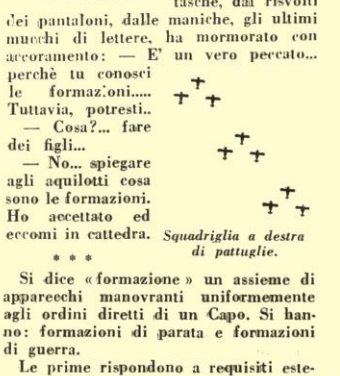 tasche, dai risvolti
dei pantaloni, dalle maniche, gli ultimi
mucchi di lettere, ha mormorato con
accoramento: — E' un vero peccato...
perchè tu conosci
le formazioni.....
Tuttavia, potresti..
— Cosa?... fare
dei figli...
— No... spiegare
agli aquilotti cosa
sono le formazioni.
Ho accettato ed
eccomi in cattedra.
Squadriglia a destra
di pattuglie.
* * *
Si dice « formazione » un assieme di
apparecchi manovranti uniformemente
agli ordini diretti di un Capo. Si han-
no: formazioni di parata e formazioni
di guerra.
Le prime rispondono a requisiti este-